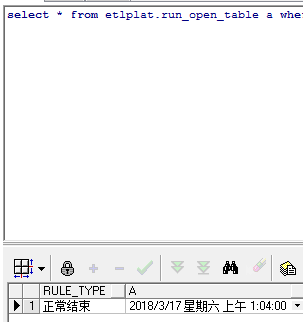 select * from etlplat.run_open_table a whe
RULE_TYPE A
1 正常结束 2018/3/17 星期六 上午 1:04:00